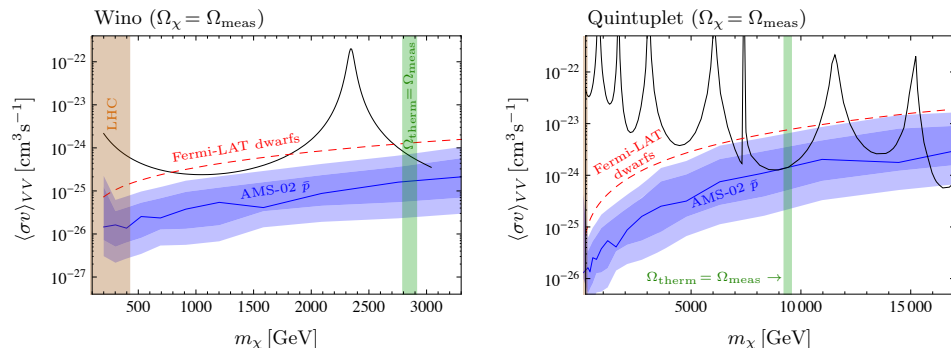 Wino (Ωχ = Ωmeas)
10⁻²²
10⁻²³
10⁻²⁴
10⁻²⁵
10⁻²⁶
10⁻²⁷
⟨σv⟩VV [cm³ s⁻¹]
LHC
Fermi-LAT dwarfs
AMS-02 p̄
Ωtherm = Ωmeas
500 1000 1500 2000 2500 3000
mχ [GeV]
Quintuplet (Ωχ = Ωmeas)
10⁻²²
10⁻²³
10⁻²⁴
10⁻²⁵
10⁻²⁶
⟨σv⟩VV [cm³ s⁻¹]
Fermi-LAT
dwarfs
AMS-02 p̄
Ωtherm = Ωmeas →
5000 10 000 15 000
mχ [GeV]